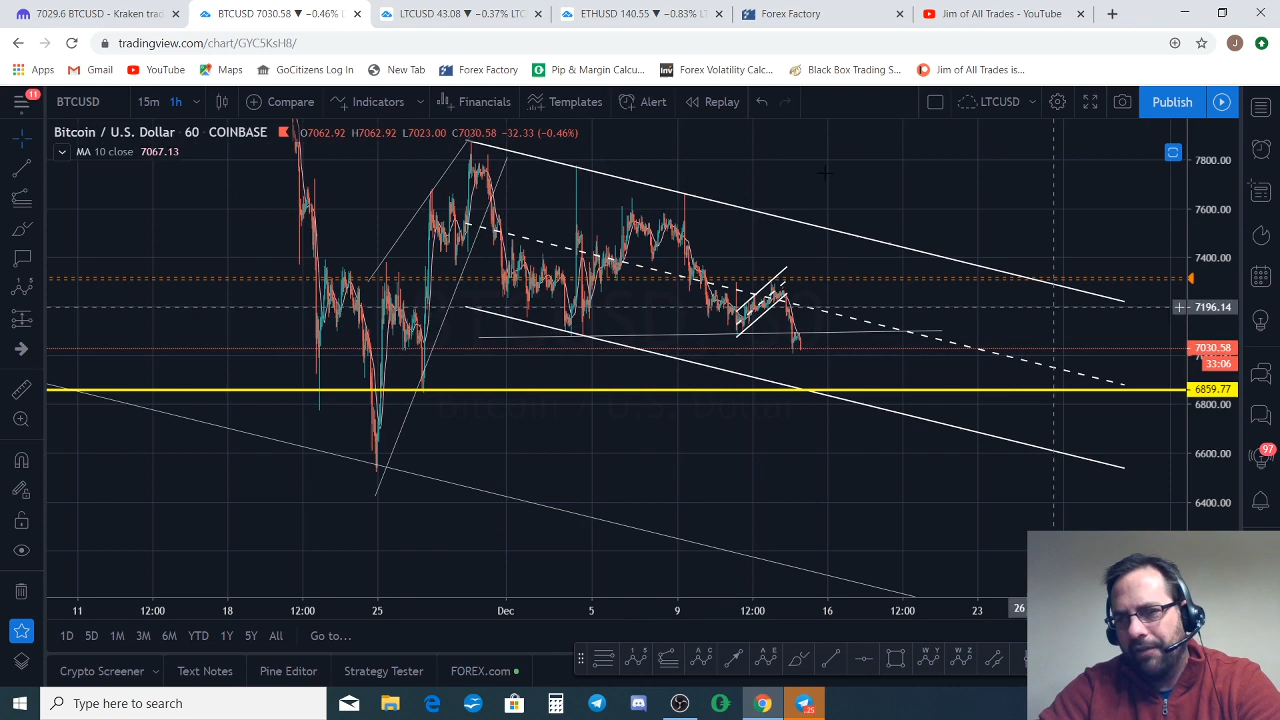 7939.6 EUR - kraken
BTCUSD 7030.58 ▼ −0.46%
LTCUSD 43.5 ▼ −0.37% LTC
ETHUSD 140.55 ▼ −0.83%
Forex Factory
Jim of All Trades - YouTube
tradingview.com/chart/GYC5KsH8/
J
Apps
Gmail
YouTube
Maps
GoCitizens Log In
New Tab
ForexFactory
Pip & Margin Calcu...
Forex Volatility Calc...
Black Box Trading S...
Jim of All Trades is...
11
BTCUSD
15m 1h
Compare
Indicators
Financials
Templates
Alert
Replay
LTCUSD
Publish
Bitcoin / U.S. Dollar · 60 · COINBASE
O7062.92 H7062.92 L7023.00 C7030.58 −32.33 (−0.46%)
MA 10 close 7067.13
7800.00
7600.00
7400.00
7196.14
7030.58
33:06
6859.77
6800.00
6600.00
6400.00
Bitcoin / U.S. Dollar
97
11 12:00 18 12:00 25 Dec 5 9 12:00 16 12:00 23 26
1D 5D 1M 3M 6M YTD 1Y 5Y All Go to...
Crypto Screener
Text Notes
Pine Editor
Strategy Tester
FOREX.com
Type here to search